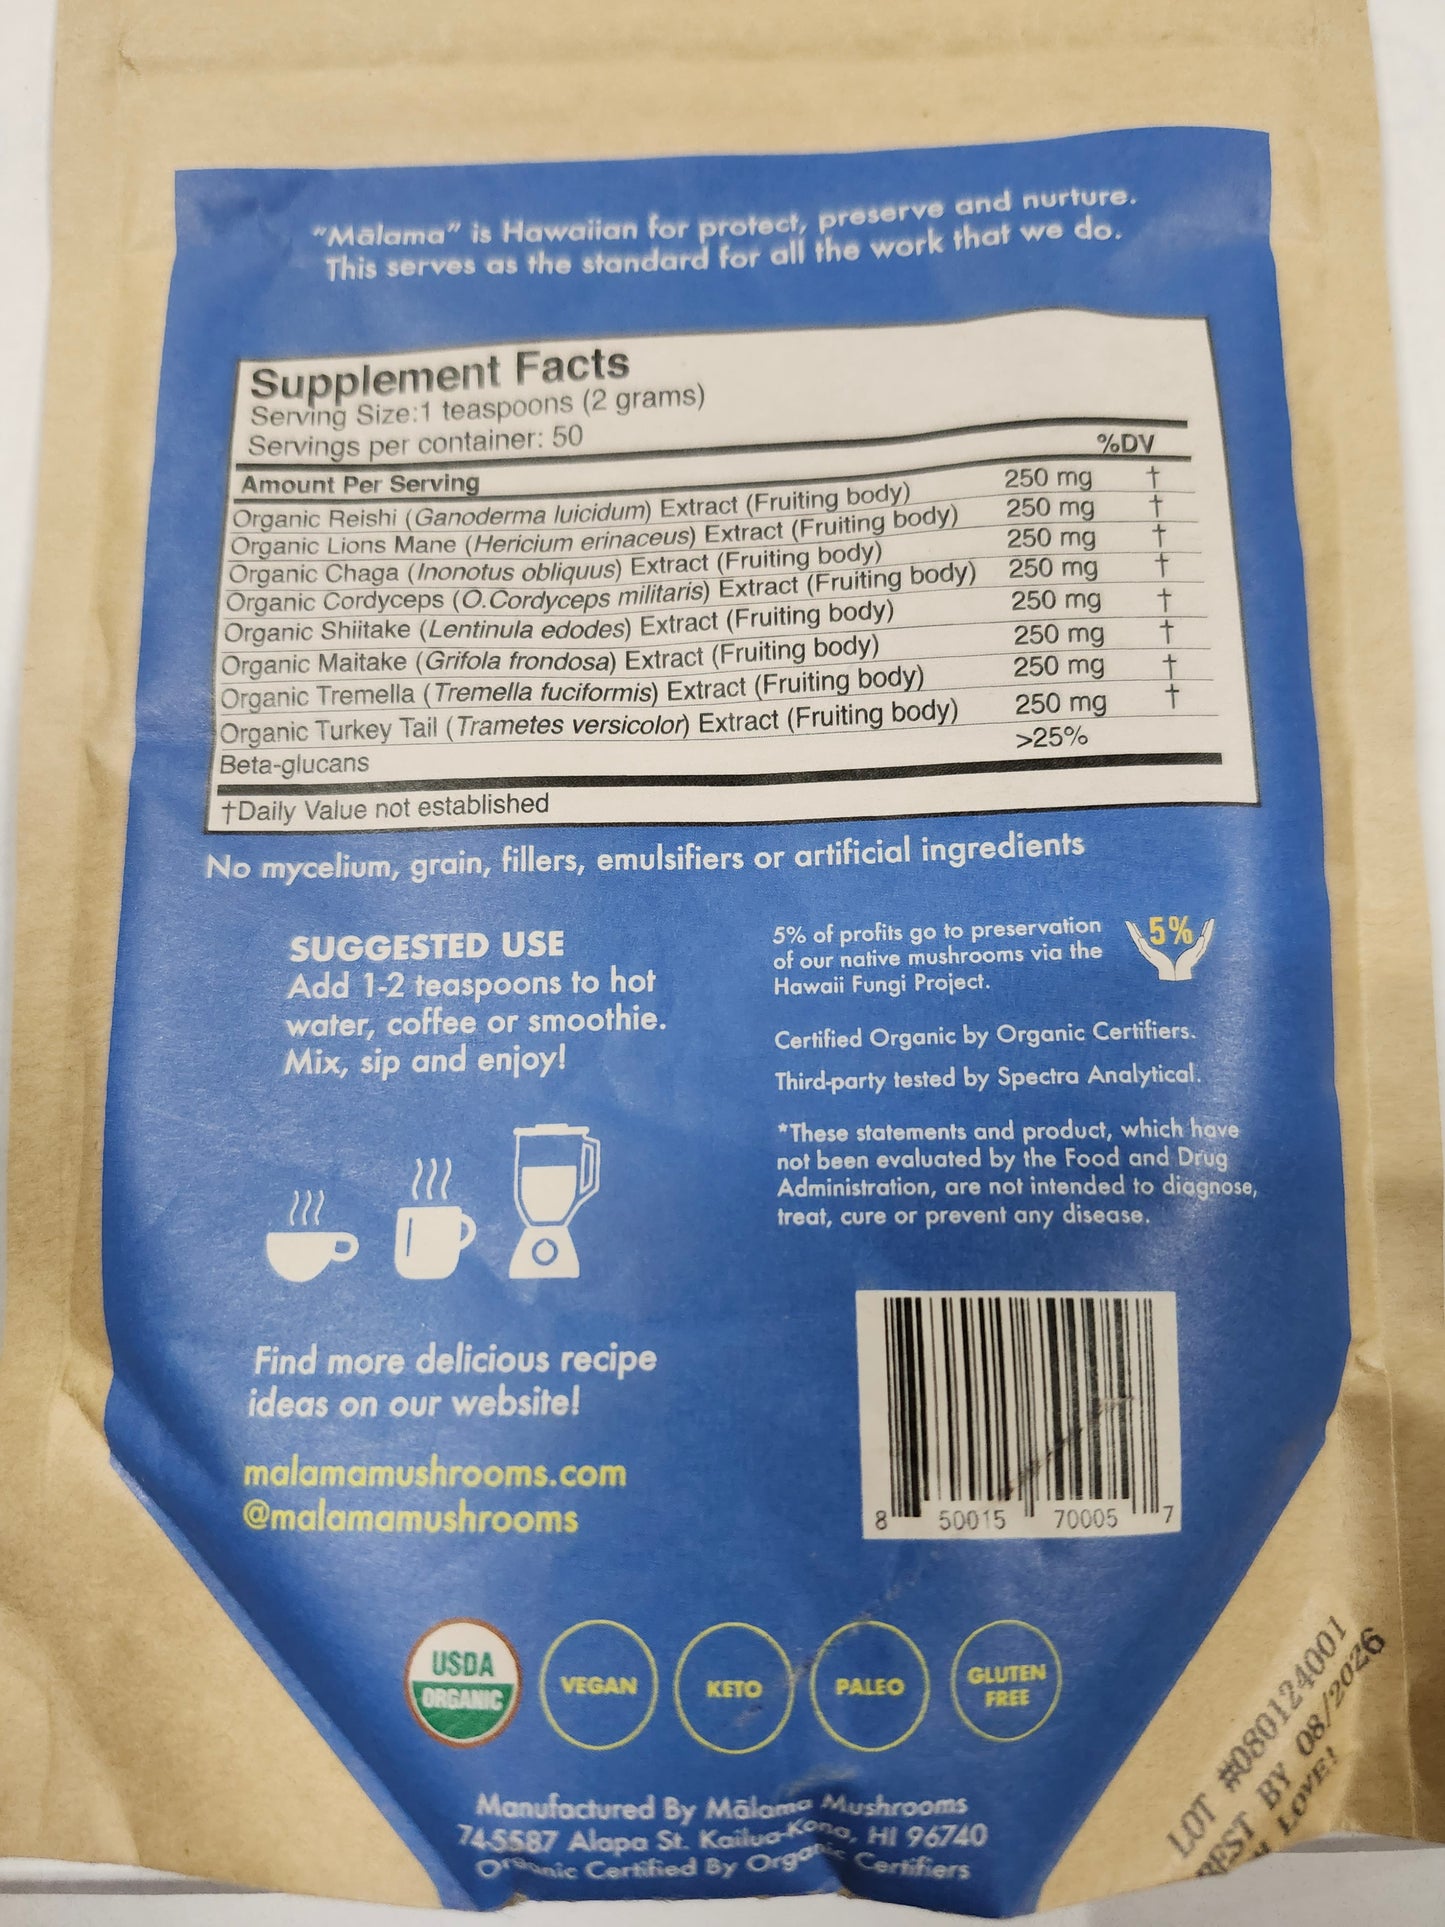 “Mālama” is Hawaiian for protect, preserve and nurture.
This serves as the standard for all the work that we do.
Supplement Facts
Serving Size:1 teaspoons (2 grams)
Servings per container: 50
%DV
Amount Per Serving
Organic Reishi (Ganoderma luicidum) Extract (Fruiting body) 250 mg †
Organic Lions Mane (Hericium erinaceus) Extract (Fruiting body) 250 mg †
Organic Chaga (Inonotus obliquus) Extract (Fruiting body) 250 mg †
Organic Cordyceps (O.Cordyceps militaris) Extract (Fruiting body) 250 mg †
Organic Shiitake (Lentinula edodes) Extract (Fruiting body) 250 mg †
Organic Maitake (Grifola frondosa) Extract (Fruiting body) 250 mg †
Organic Tremella (Tremella fuciformis) Extract (Fruiting body) 250 mg †
Organic Turkey Tail (Trametes versicolor) Extract (Fruiting body) 250 mg †
Beta-glucans >25%
†Daily Value not established
No mycelium, grain, fillers, emulsifiers or artificial ingredients
SUGGESTED USE
Add 1-2 teaspoons to hot
water, coffee or smoothie.
Mix, sip and enjoy!
5% of profits go to preservation
of our native mushrooms via the
Hawaii Fungi Project.
5%
Certified Organic by Organic Certifiers.
Third-party tested by Spectra Analytical.
*These statements and product, which have
not been evaluated by the Food and Drug
Administration, are not intended to diagnose,
treat, cure or prevent any disease.
Find more delicious recipe
ideas on our website!
malamamushrooms.com
@malamamushrooms
8 50015 70005 7
USDA
ORGANIC
VEGAN
KETO
PALEO
GLUTEN
FREE
Manufactured By Mālama Mushrooms
74-5587 Alapa St. Kailua-Kona, HI 96740
Organic Certified By Organic Certifiers
LOT #080124001
BEST BY 08/2026
LOVE!